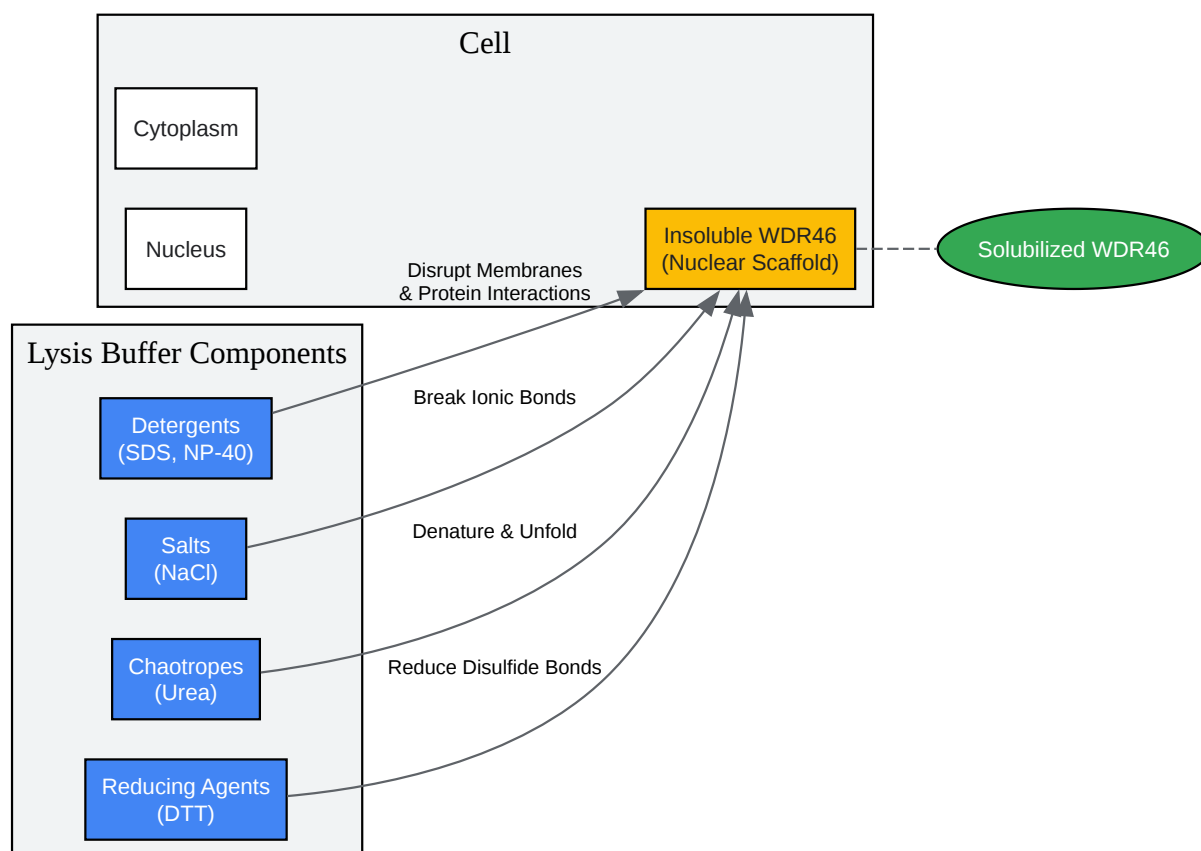 Cell
Cytoplasm
Nucleus
Insoluble WDR46
(Nuclear Scaffold)
Solubilized WDR46
Disrupt Membranes
& Protein Interactions
Lysis Buffer Components
Detergents
(SDS, NP-40)
Break Ionic Bonds
Salts
(NaCl)
Denature & Unfold
Chaotropes
(Urea)
Reduce Disulfide Bonds
Reducing Agents
(DTT)